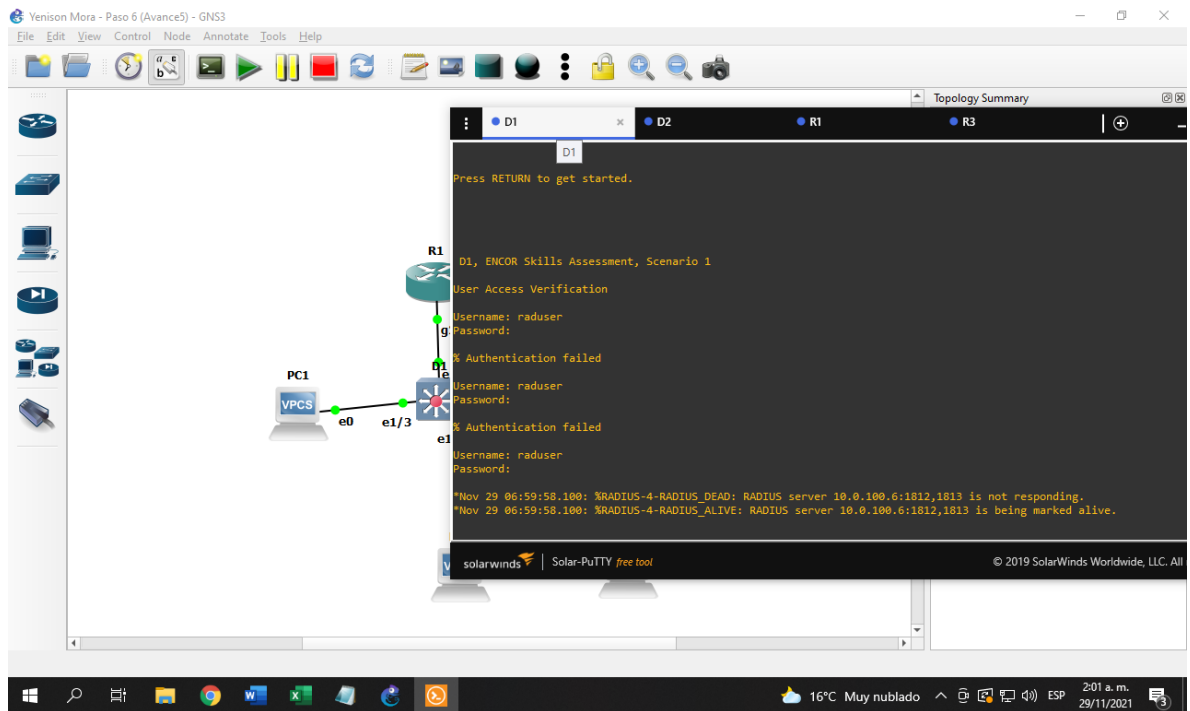 Yenison Mora - Paso 6 (Avance5) - GNS3
File Edit View Control Node Annotate Tools Help
Topology Summary
D1
D2
R1
R3
D1
Press RETURN to get started.
D1, ENCOR Skills Assessment, Scenario 1
User Access Verification
Username: raduser
Password:
% Authentication failed
Username: raduser
Password:
% Authentication failed
Username: raduser
Password:
*Nov 29 06:59:58.100: %RADIUS-4-RADIUS_DEAD: RADIUS server 10.0.100.6:1812,1813 is not responding.
*Nov 29 06:59:58.100: %RADIUS-4-RADIUS_ALIVE: RADIUS server 10.0.100.6:1812,1813 is being marked alive.
solarwinds Solar-PuTTY free tool
© 2019 SolarWinds Worldwide, LLC. All
R1
D1
PC1
VPCS
e0
e1/3
16°C Muy nublado
ESP
2:01 a. m.
29/11/2021
3